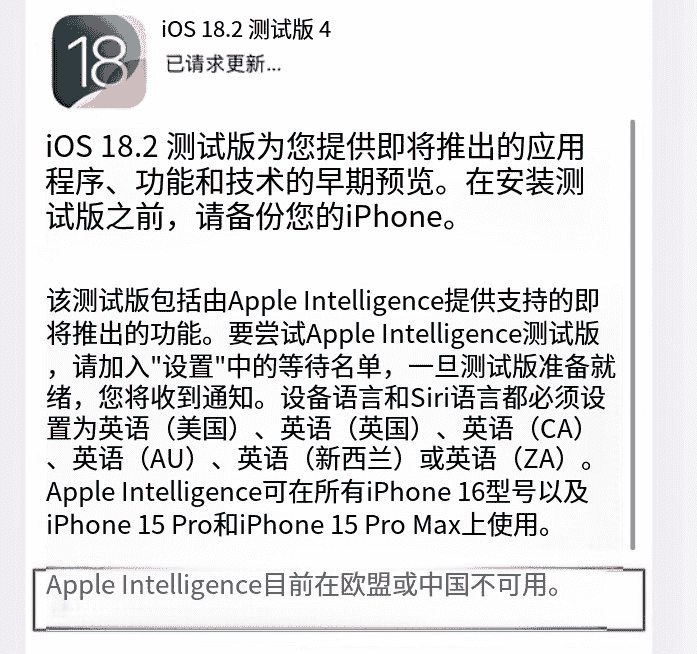 18
iOS 18.2 测试版 4
已请求更新...
iOS 18.2 测试版为您提供即将推出的应用
程序、功能和技术的早期预览。在安装测
试版之前，请备份您的iPhone。
该测试版包括由Apple Intelligence提供支持的即
将推出的功能。要尝试Apple Intelligence测试版
，请加入"设置"中的等待名单，一旦测试版准备就
绪，您将收到通知。设备语言和Siri语言都必须设
置为英语（美国）、英语（英国）、英语（CA）
、英语（AU）、英语（新西兰）或英语（ZA）。
Apple Intelligence可在所有iPhone 16型号以及
iPhone 15 Pro和iPhone 15 Pro Max上使用。
Apple Intelligence目前在欧盟或中国不可用。